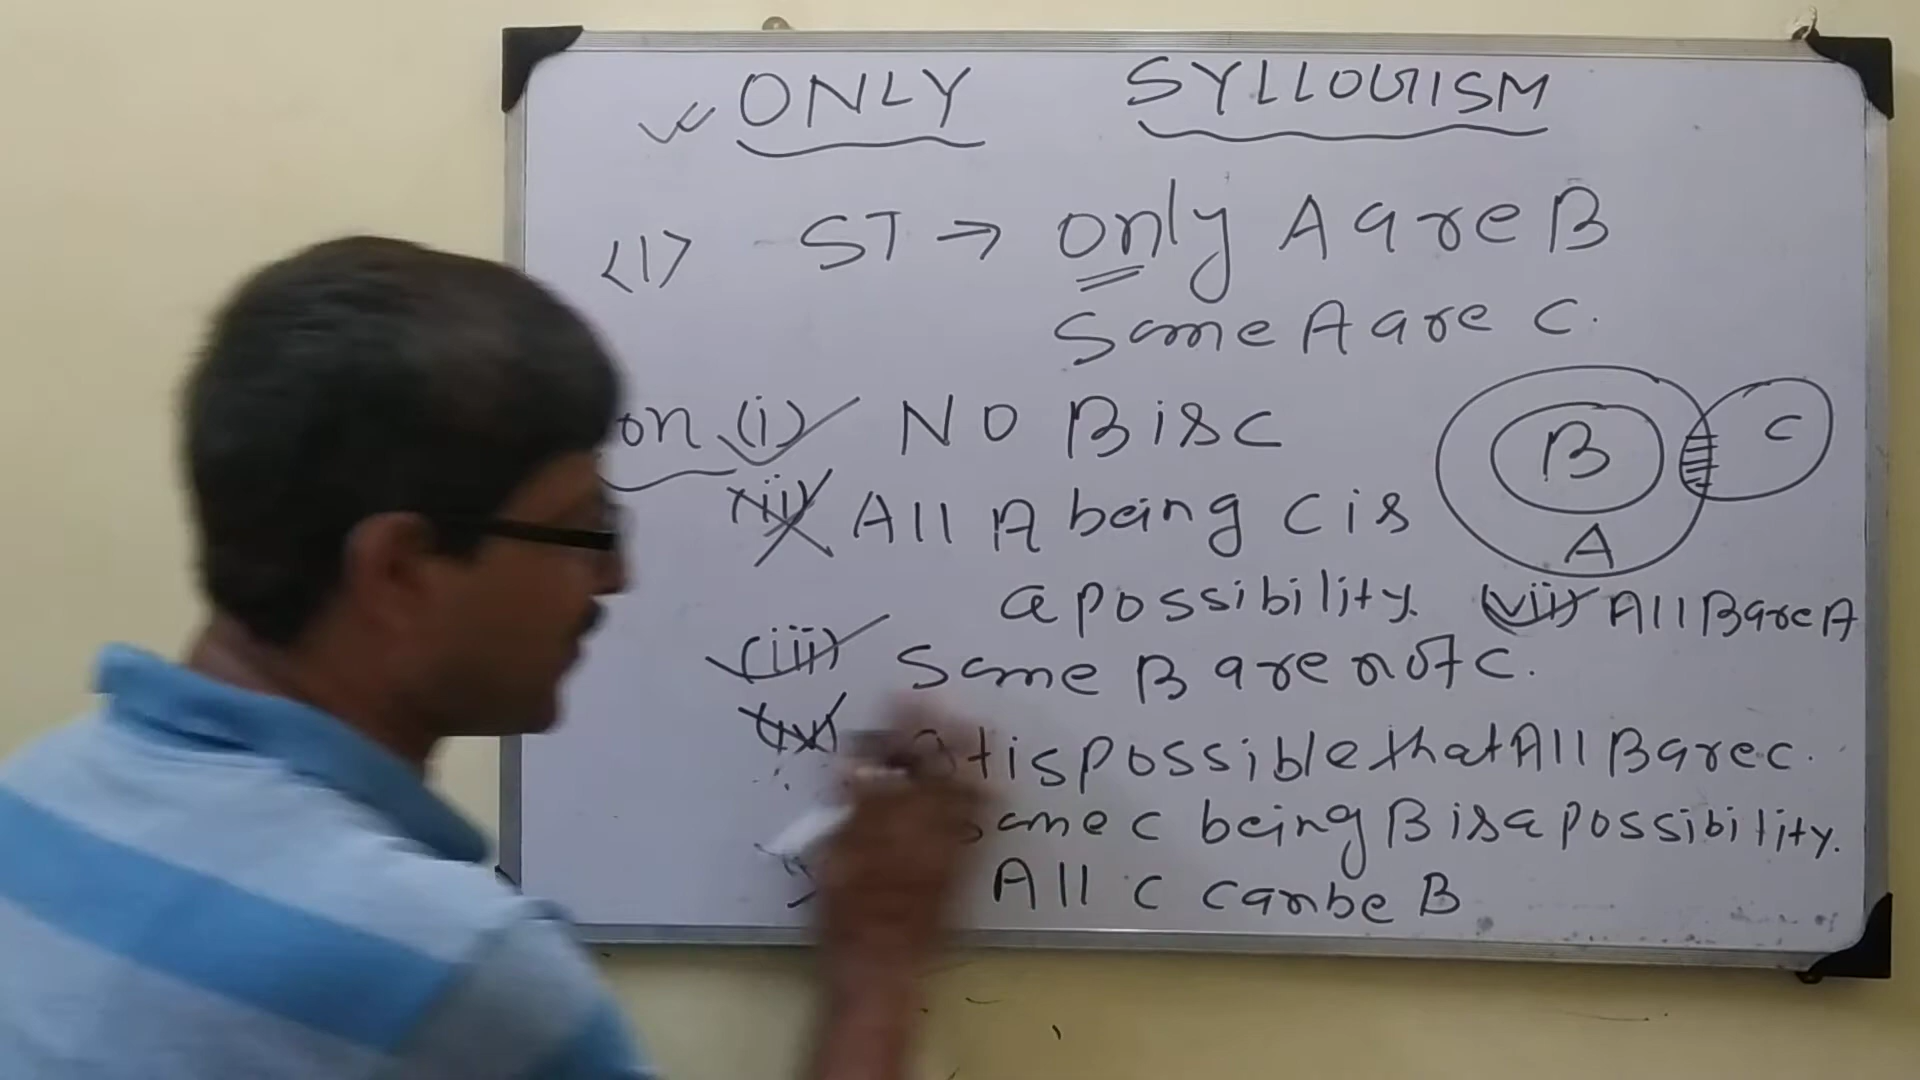 ONLY SYLLOGISM
<1> ST → only A are B
Some A are C.
on (i) NO B is C
(ii) All A being C is
a possibility.
(iii) Some B are not C.
(iv) It is possible that All B are C.
Some C being B is a possibility.
All C can be B
(vii) All B are A
B
A
C